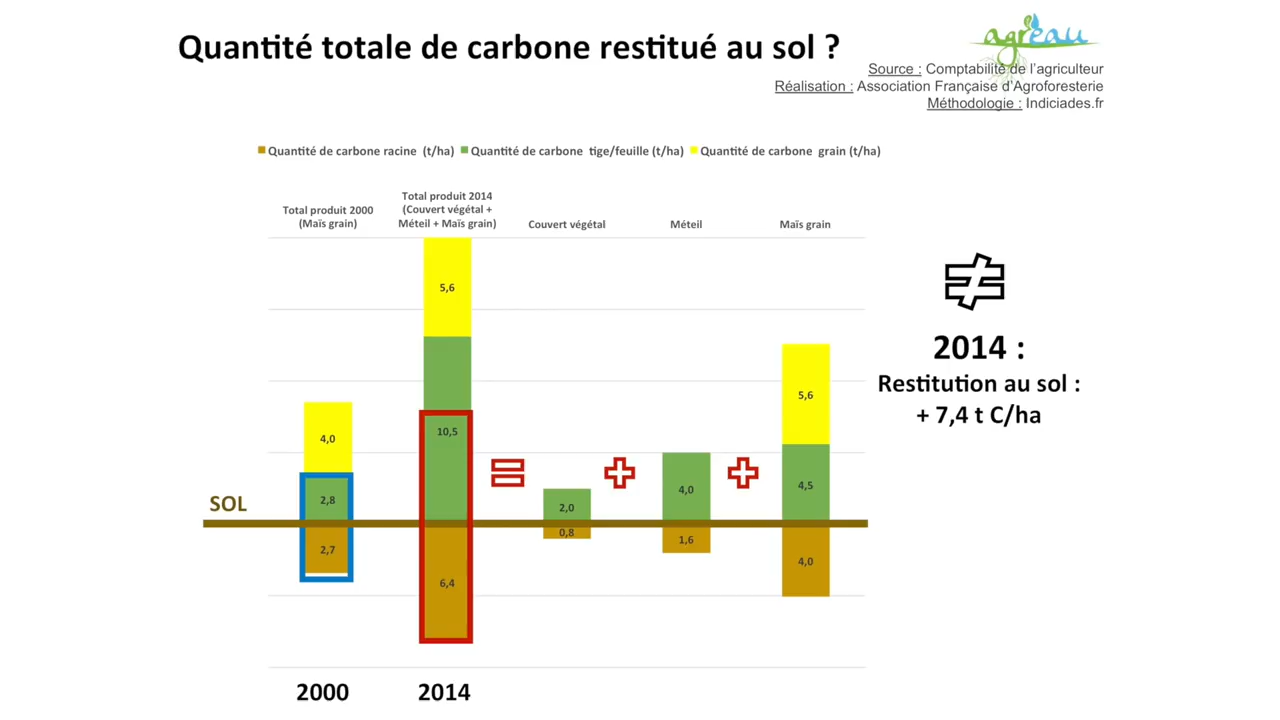 Quantité totale de carbone restitué au sol ?
agr'eau
Source : Comptabilité de l'agriculteur
Réalisation : Association Française d'Agroforesterie
Méthodologie : Indiciades.fr
Quantité de carbone racine (t/ha) Quantité de carbone tige/feuille (t/ha) Quantité de carbone grain (t/ha)
Total produit 2000
(Maïs grain)
Total produit 2014
(Couvert végétal +
Méteil + Maïs grain)
Couvert végétal
Méteil
Maïs grain
5,6
4,0
10,5
2,8
2,7
6,4
2,0
0,8
4,0
1,6
5,6
4,5
4,0
SOL
≠
2014 :
Restitution au sol :
+ 7,4 t C/ha
= + +
2000 2014